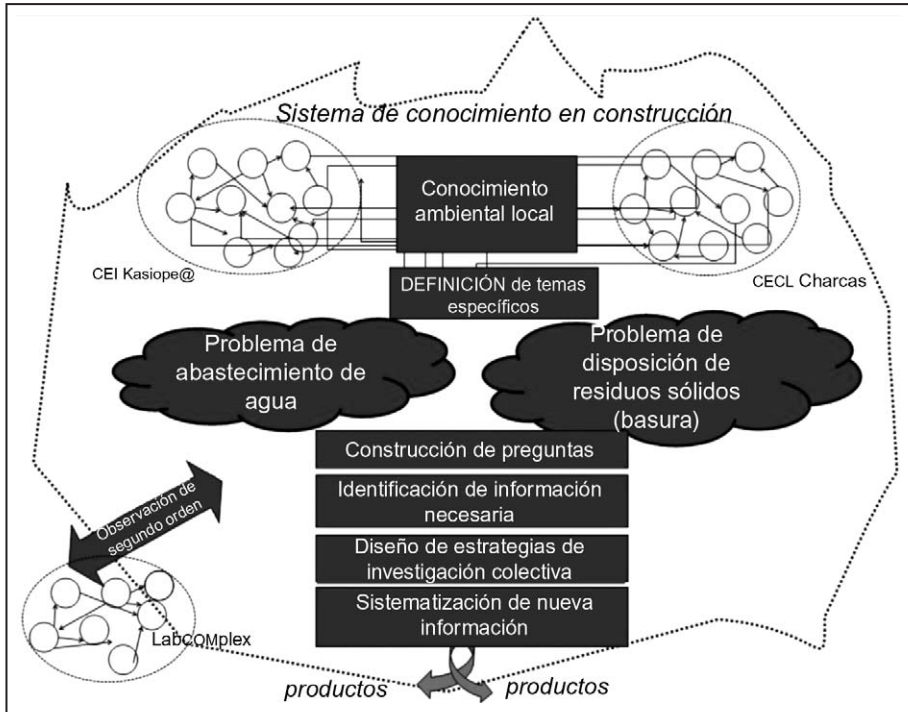 Sistema de conocimiento en construcción
Conocimiento
ambiental local
CEI Kasiope@
CECL Charcas
DEFINICIÓN de temas
específicos
Problema de
abastecimiento de
agua
Problema de
disposición de
residuos sólidos
(basura)
Construcción de preguntas
Identificación de información
necesaria
Diseño de estrategias de
investigación colectiva
Sistematización de nueva
información
Observación de
segundo orden
LabCOMplex
productos
productos